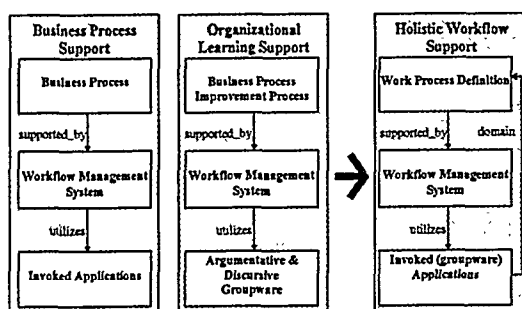 Business Process
Support
Business Process
supported_by
Workflow Management
System
utilizes
Invoked Applications
Organizational
Learning Support
Business Process
Improvement Process
supported_by
Workflow Management
System
utilizes
Argumentative &
Discursive
Groupware
Holistic Workflow
Support
Work Process Definition
supported_by
domain
Workflow Management
System
utilizes
Invoked (groupware)
Applications